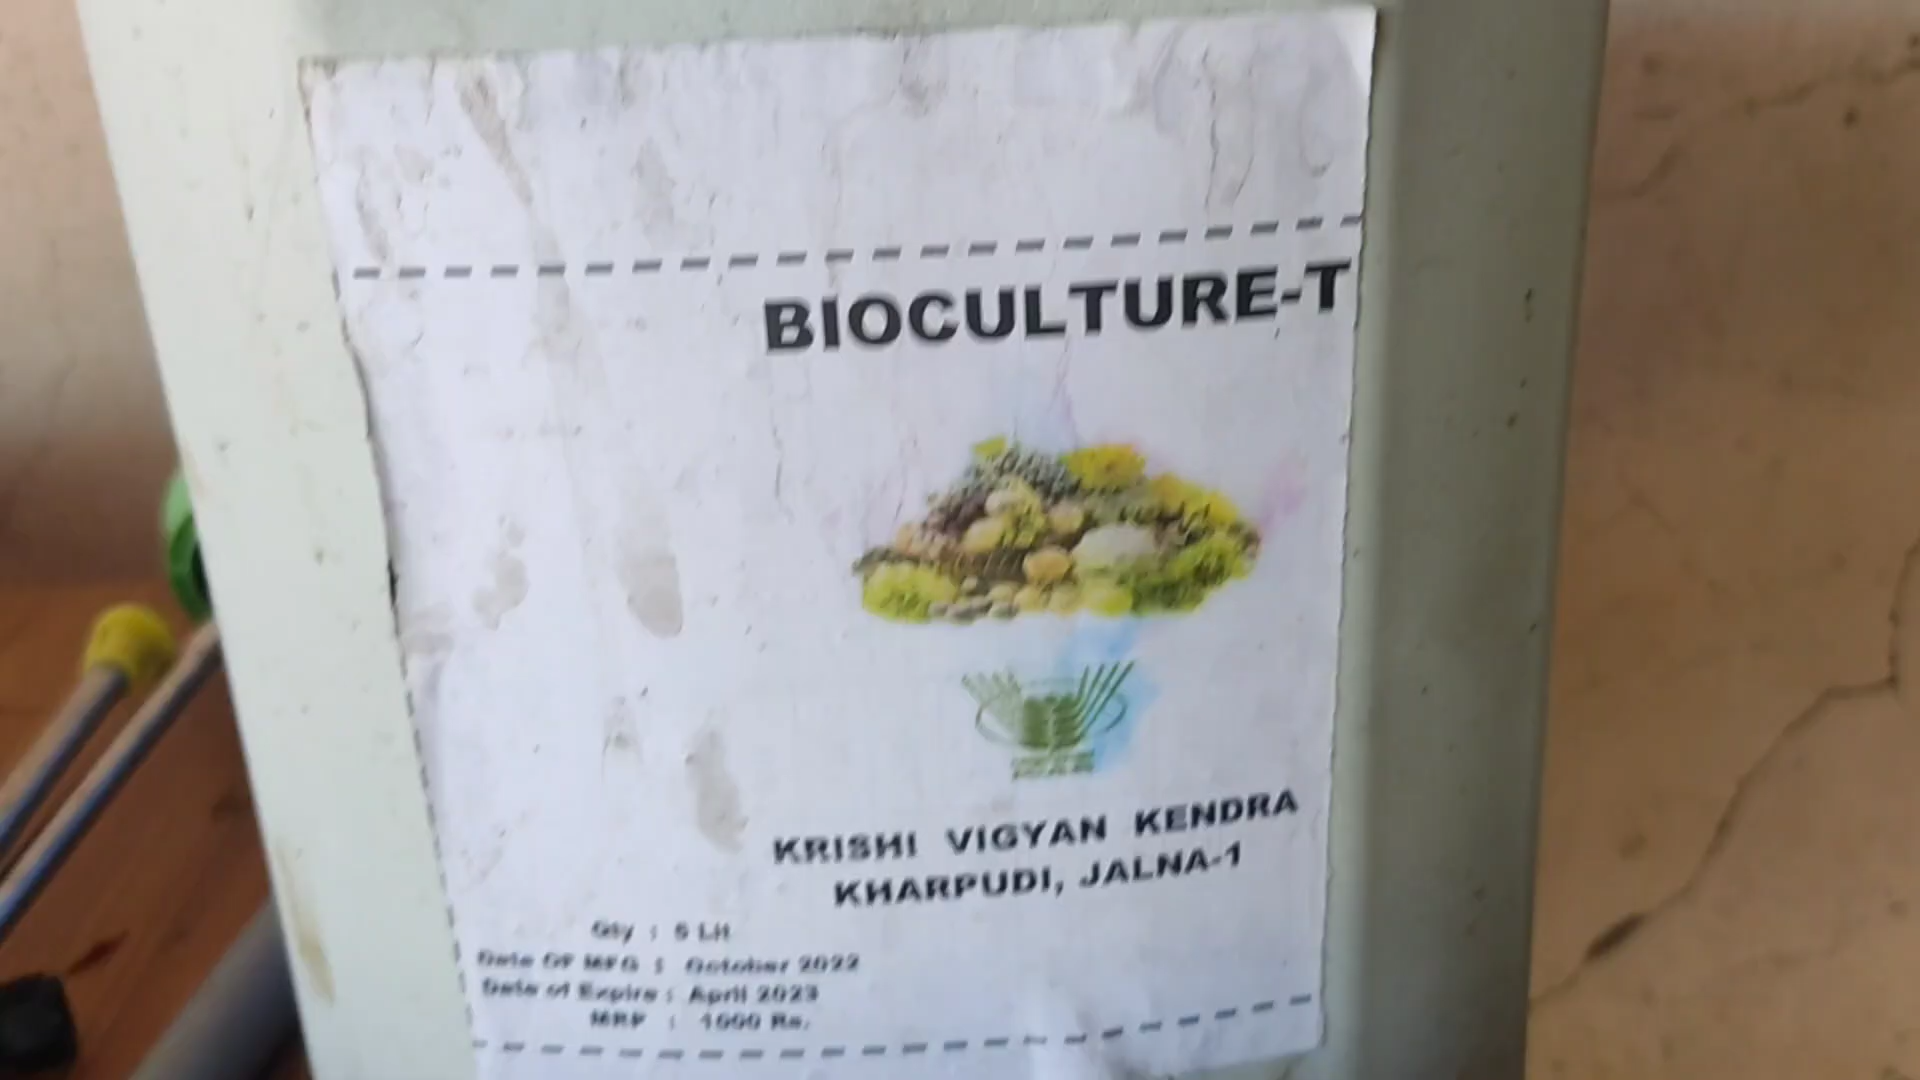 BIOCULTURE-T
KRISHI VIGYAN KENDRA
KHARPUDI, JALNA-1
Qty : 5 Lit
Date OF MFG : October 2022
Date of Expire : April 2023
MRP : 1000 Rs.